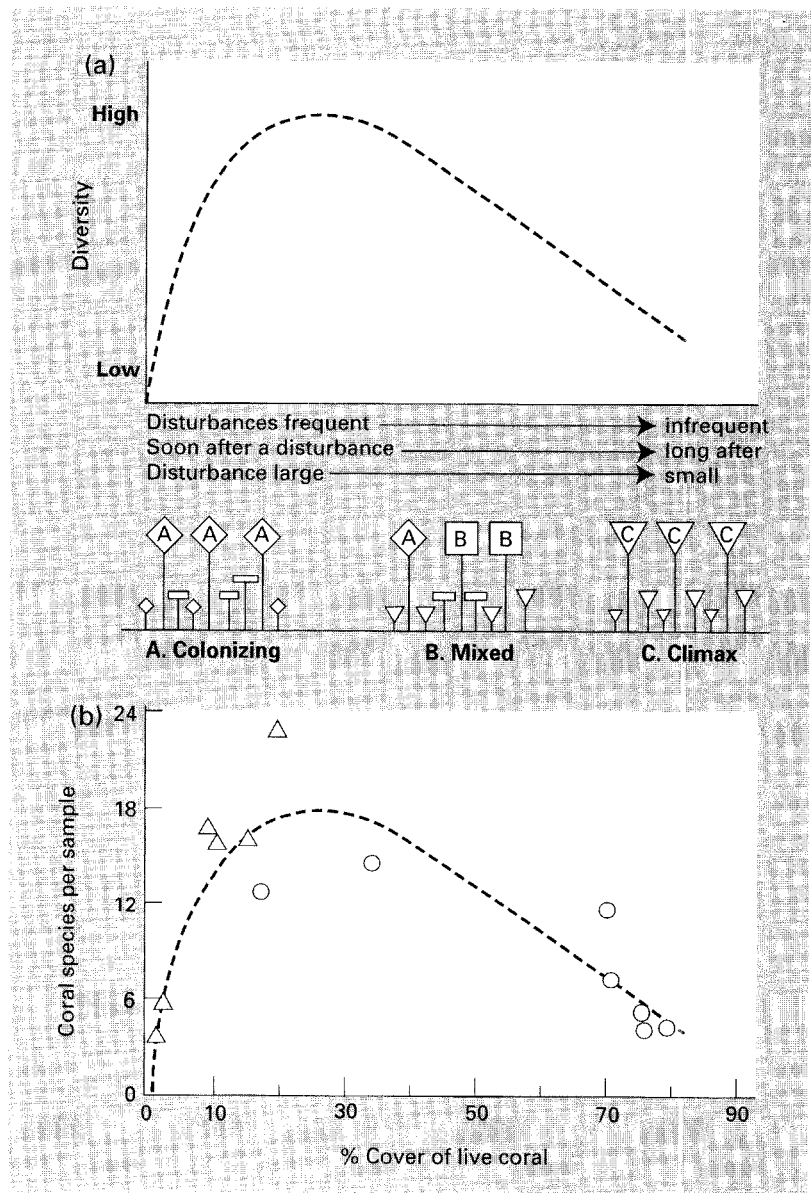 (a)
High
Diversity
Low
Disturbances frequent infrequent
Soon after a disturbance long after
Disturbance large small
A A A A B B C C C
A. Colonizing B. Mixed C. Climax
(b)
24
18
12
6
0
Coral species per sample
0 10 30 50 70 90
% Cover of live coral